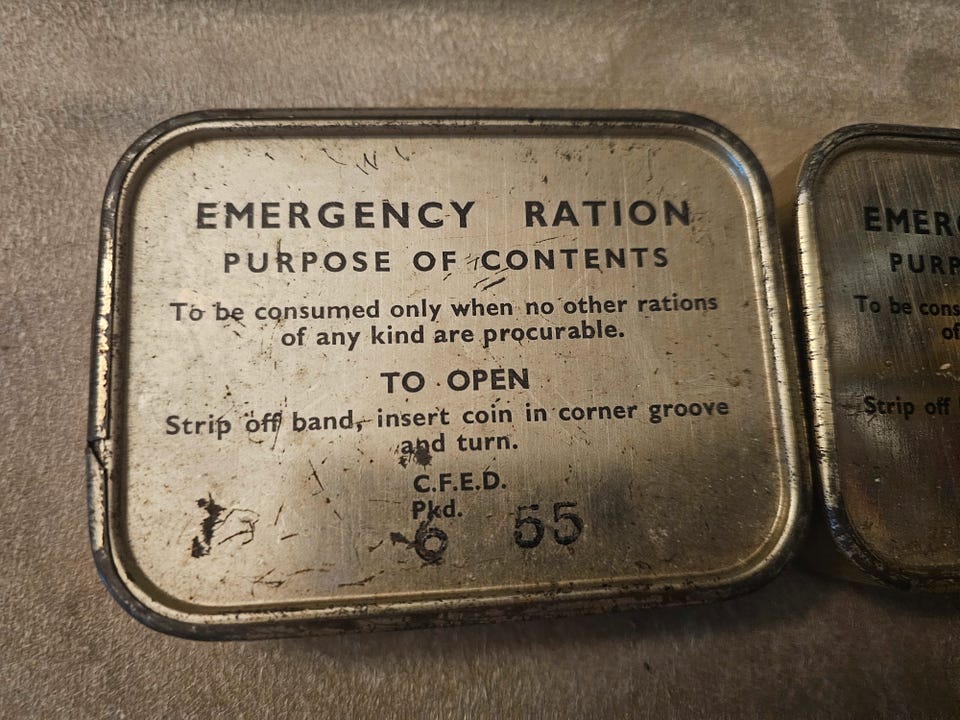 EMERGENCY RATION
PURPOSE OF CONTENTS
To be consumed only when no other rations
of any kind are procurable.
TO OPEN
Strip off band, insert coin in corner groove
and turn.
C.F.E.D.
Pkd.
6 55
EMERG
PURP
To be cons
of
Strip off